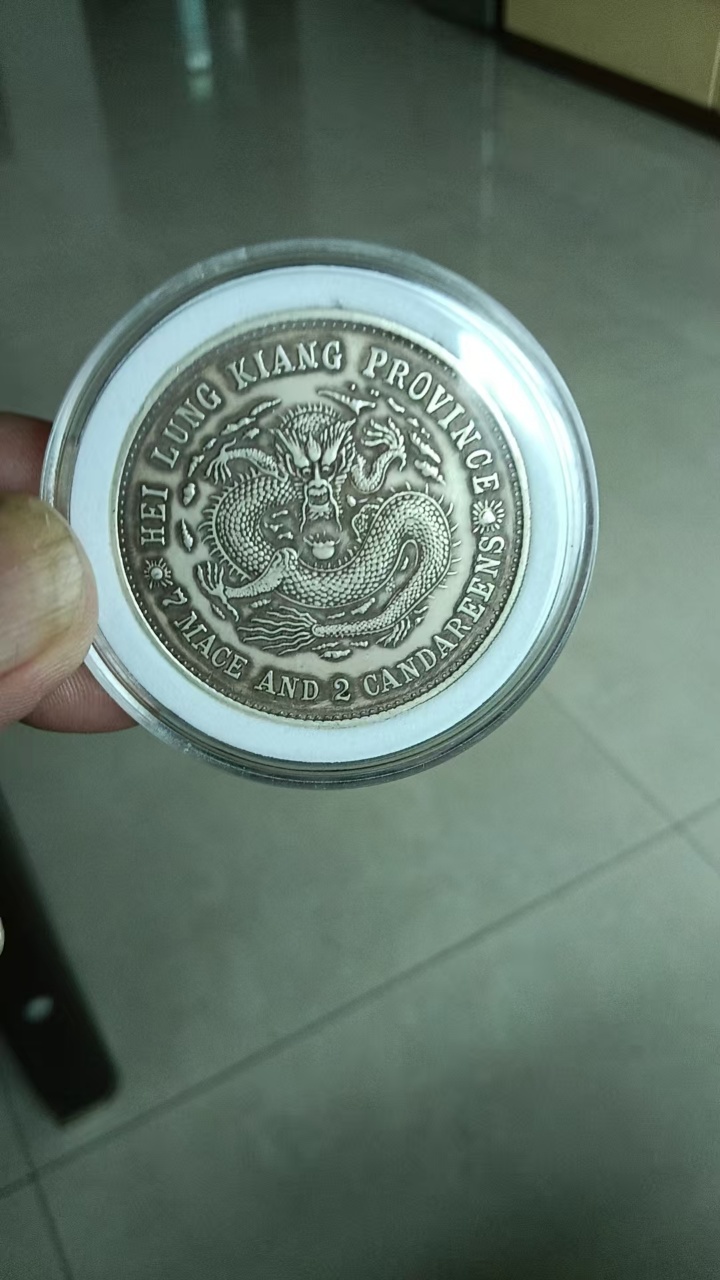 HEI LUNG KIANG PROVINCE
7 MACE AND 2 CANDAREENS